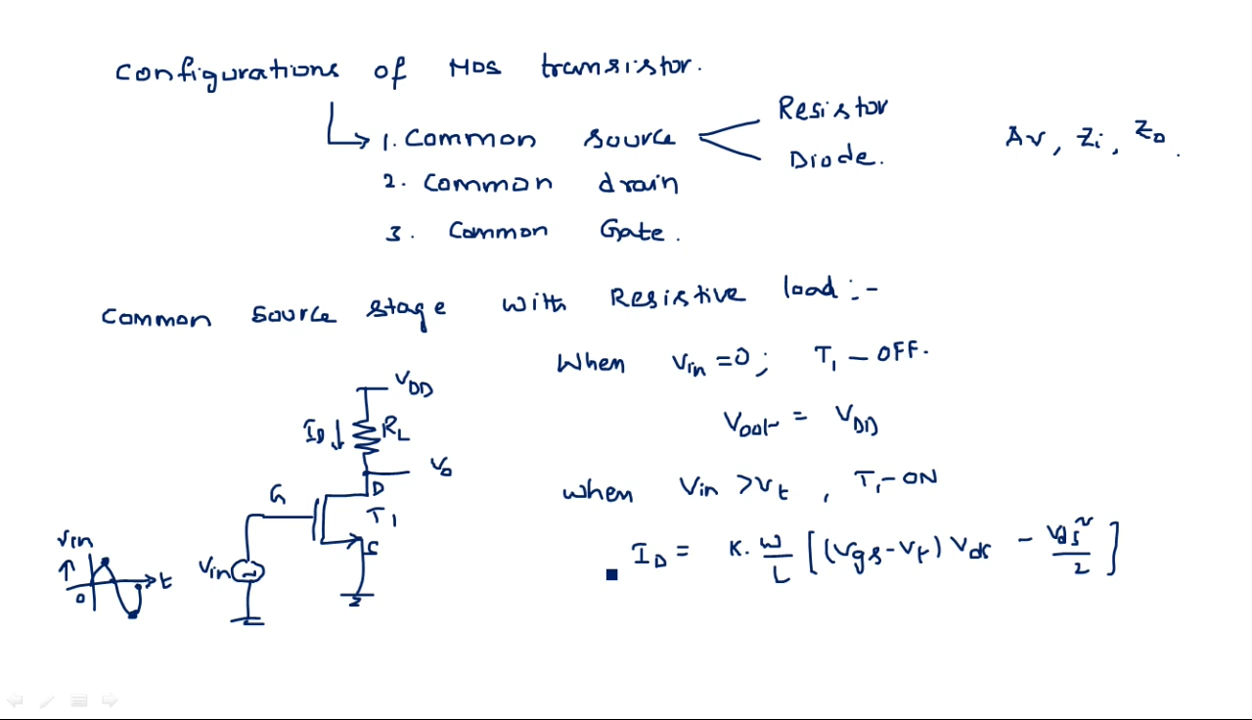 Configurations of MOS transistor.
1. Common source
Resistor
Diode.
Av, Zi, Zo.
2. Common drain
3. Common Gate.
Common source stage with Resistive load :-
When Vin = 0 ; T1 - OFF.
Vout = VDD
When Vin > Vt , T1 - ON
ID = K. W/L [(Vgs - Vt) Vds - Vds²/2]
VDD
ID ↓ RL
Vo
D
G
T1
S
Vin
Vin
t
0